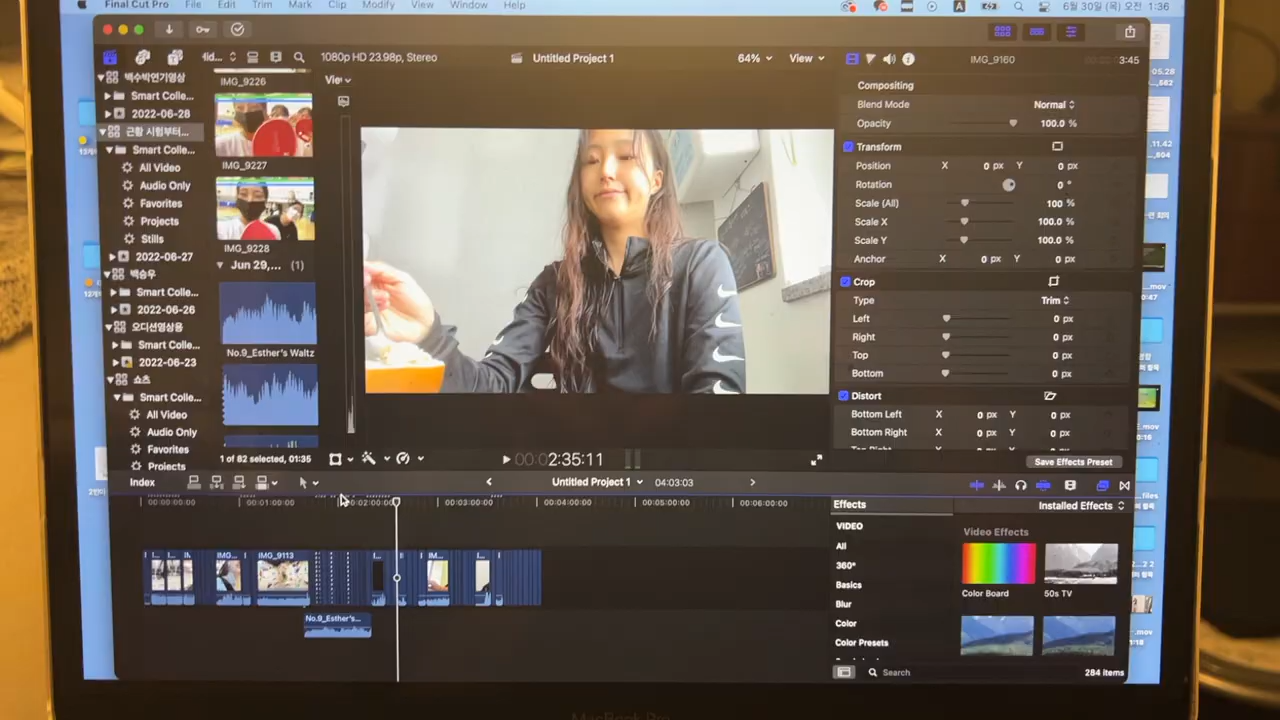 Final Cut Pro File Edit Trim Mark Clip View Modify View Window Help
A 6월 30일 (목) 오전 1:36
1080p HD 23.98p, Stereo
Untitled Project 1
64%
View
IMG_9160
3:45
백수박연기영상
Smart Colle...
2022-06-28
근황 시험부터...
Smart Colle...
All Video
Audio Only
Favorites
Projects
Stills
2022-06-27
백승우
Smart Colle...
2022-06-26
오디션영상용
Smart Colle...
2022-06-23
쇼츠
Smart Colle...
All Video
Audio Only
Favorites
Projects
IMG_9226
IMG_9227
IMG_9228
Jun 29,... (1)
No.9_Esther's Waltz
1 of 82 selected, 01:35
2:35:11
Compositing
Blend Mode Normal
Opacity 100.0 %
Transform
Position X 0 px Y 0 px
Rotation 0 °
Scale (All) 100 %
Scale X 100.0 %
Scale Y 100.0 %
Anchor X 0 px Y 0 px
Crop
Type Trim
Left 0 px
Right 0 px
Top 0 px
Bottom 0 px
Distort
Bottom Left X 0 px Y 0 px
Bottom Right X 0 px Y 0 px
Save Effects Preset
Index
Untitled Project 1
04:03:03
00:00:00:00 00:01:00:00 00:02:00:00 00:03:00:00 00:04:00:00 00:05:00:00 00:06:00:00
IMG_9113
No.9_Esther's...
Effects
Installed Effects
VIDEO
All
360°
Basics
Blur
Color
Color Presets
Video Effects
Color Board
50s TV
Search
284 items
MacBook Pro